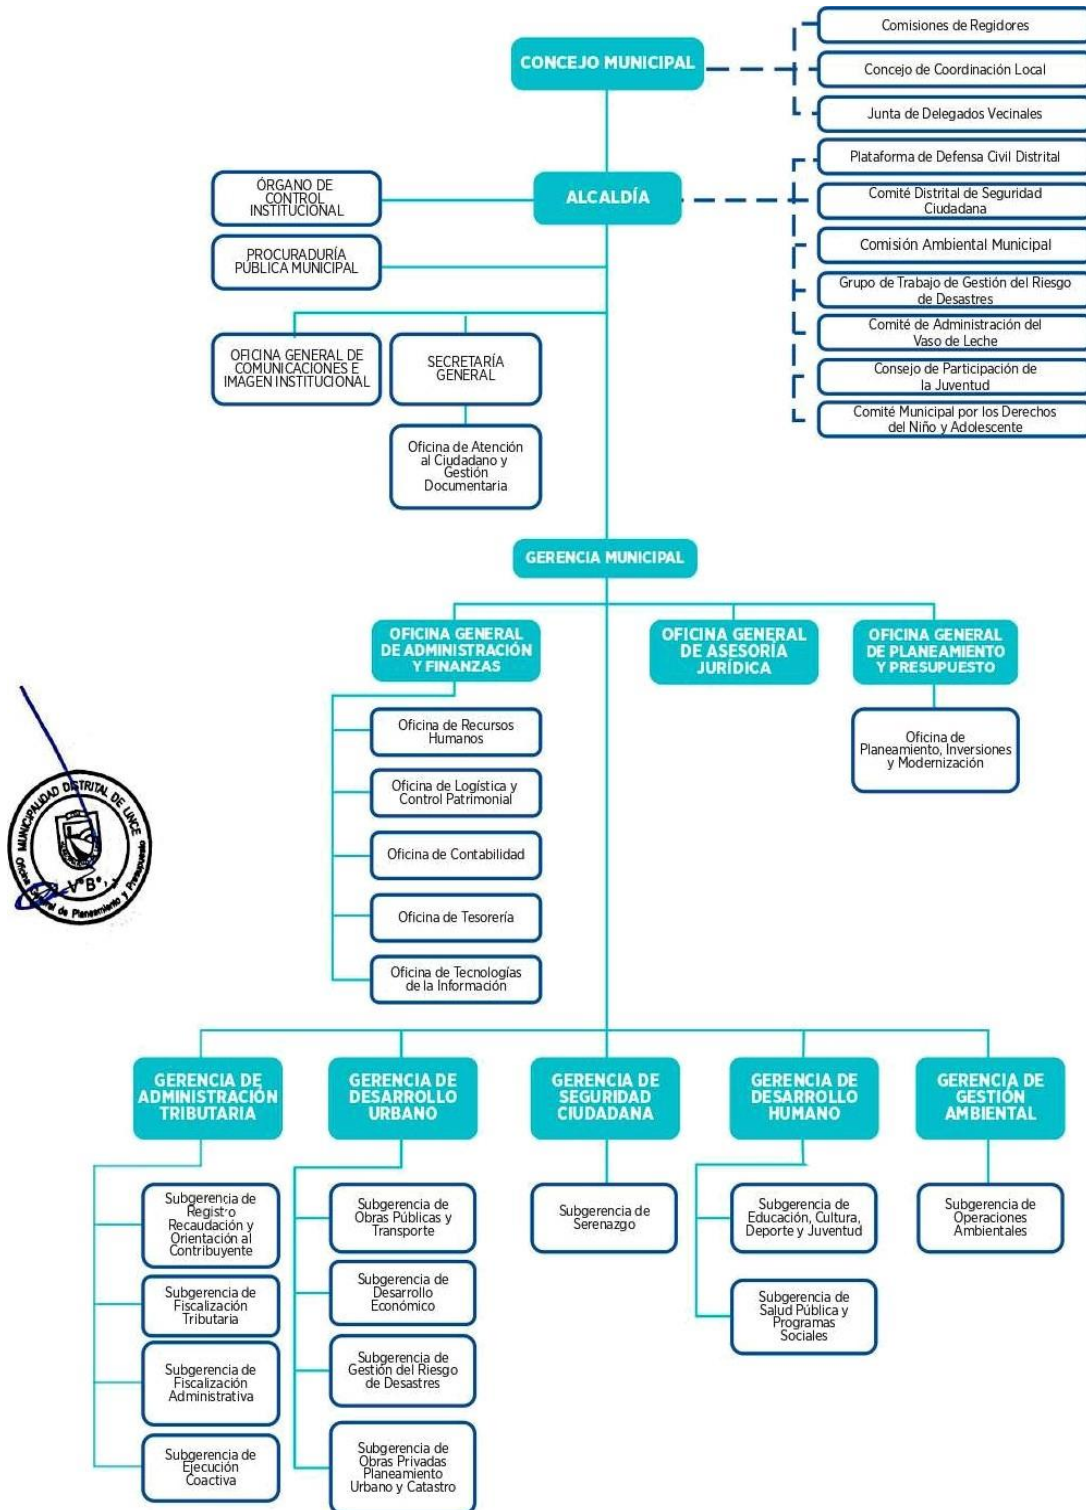 CONCEJO MUNICIPAL
Comisiones de Regidores
Concejo de Coordinación Local
Junta de Delegados Vecinales
ALCALDÍA
Plataforma de Defensa Civil Distrital
Comité Distrital de Seguridad
Ciudadana
Comisión Ambiental Municipal
Grupo de Trabajo de Gestión del Riesgo
de Desastres
Comité de Administración del
Vaso de Leche
Consejo de Participación de
la Juventud
Comité Municipal por los Derechos
del Niño y Adolescente
ÓRGANO DE
CONTROL
INSTITUCIONAL
PROCURADURÍA
PÚBLICA MUNICIPAL
OFICINA GENERAL DE
COMUNICACIONES E
IMAGEN INSTITUCIONAL
SECRETARÍA
GENERAL
Oficina de Atención
al Ciudadano y
Gestión
Documentaria
GERENCIA MUNICIPAL
OFICINA GENERAL
DE ADMINISTRACIÓN
Y FINANZAS
OFICINA GENERAL
DE ASESORÍA
JURÍDICA
OFICINA GENERAL
DE PLANEAMIENTO
Y PRESUPUESTO
Oficina de Recursos
Humanos
Oficina de Logística y
Control Patrimonial
Oficina de Contabilidad
Oficina de Tesorería
Oficina de Tecnologías
de la Información
Oficina de
Planeamiento, Inversiones
y Modernización
MUNICIPALIDAD DISTRITAL DE LINCE
V°B°
Oficina General de Planeamiento y Presupuesto
GERENCIA DE
ADMINISTRACIÓN
TRIBUTARIA
GERENCIA DE
DESARROLLO
URBANO
GERENCIA DE
SEGURIDAD
CIUDADANA
GERENCIA DE
DESARROLLO
HUMANO
GERENCIA DE
GESTIÓN
AMBIENTAL
Subgerencia de
Registro
Recaudación y
Orientación al
Contribuyente
Subgerencia de
Fiscalización
Tributaria
Subgerencia de
Fiscalización
Administrativa
Subgerencia de
Ejecución
Coactiva
Subgerencia de
Obras Públicas y
Transporte
Subgerencia de
Desarrollo
Económico
Subgerencia de
Gestión del Riesgo
de Desastres
Subgerencia de
Obras Privadas
Planeamiento
Urbano y Catastro
Subgerencia de
Serenazgo
Subgerencia de
Educación, Cultura,
Deporte y Juventud
Subgerencia de
Salud Pública y
Programas
Sociales
Subgerencia de
Operaciones
Ambientales